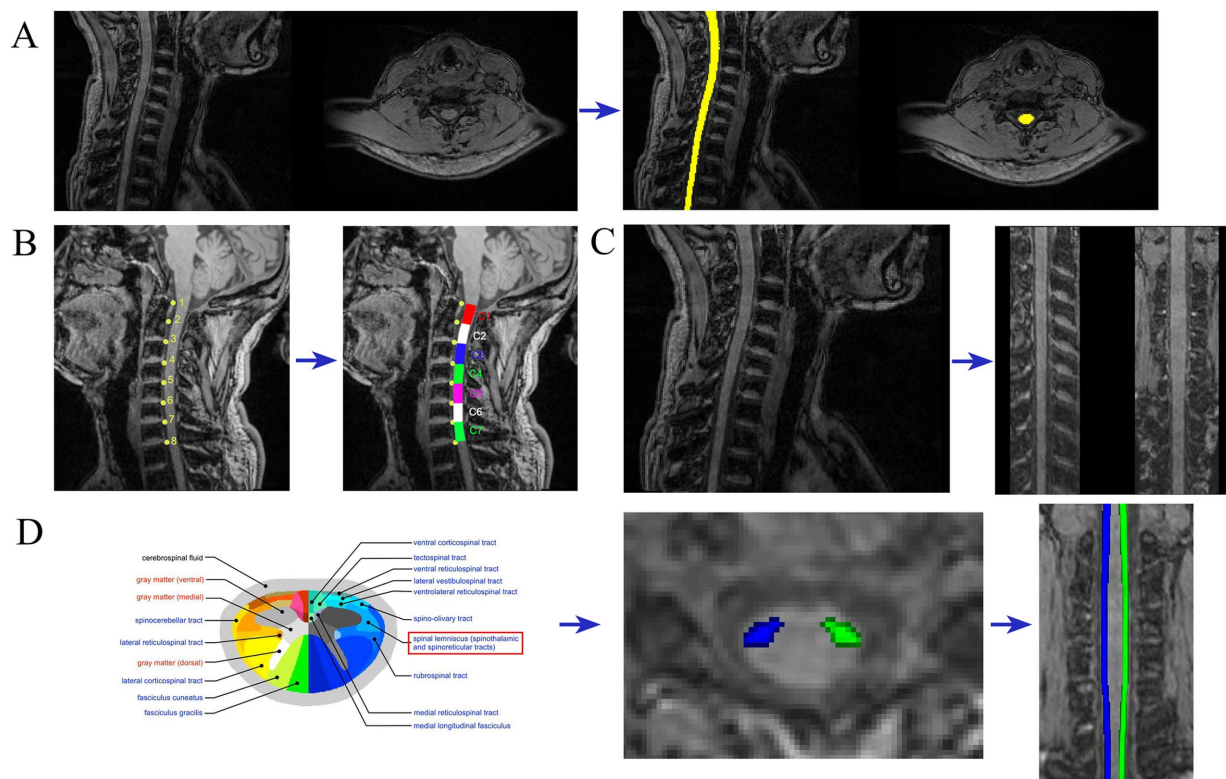 A
B
1
2
3
4
5
6
7
8
C1
C2
C3
C4
C5
C6
C7
C
D
cerebrospinal fluid
gray matter (ventral)
gray matter (medial)
spinocerebellar tract
lateral reticulospinal tract
gray matter (dorsal)
lateral corticospinal tract
fasciculus cuneatus
fasciculus gracilis
ventral corticospinal tract
tectospinal tract
ventral reticulospinal tract
lateral vestibulospinal tract
ventrolateral reticulospinal tract
spino-olivary tract
spinal lemniscus (spinothalamic
and spinoreticular tracts)
rubrospinal tract
medial reticulospinal tract
medial longitudinal fasciculus